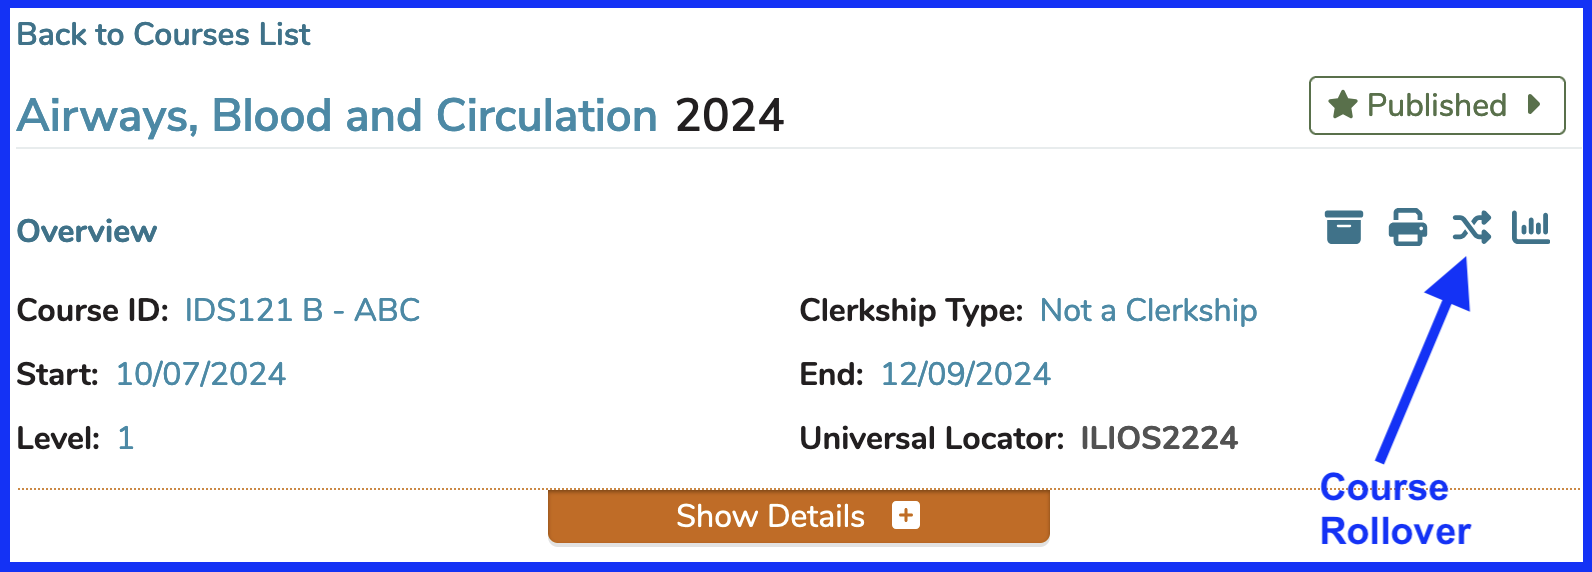 Back to Courses List
Airways, Blood and Circulation 2024
Published
Overview
Course ID: IDS121 B - ABC
Clerkship Type: Not a Clerkship
Start: 10/07/2024
End: 12/09/2024
Level: 1
Universal Locator: ILIOS2224
Show Details
Course
Rollover